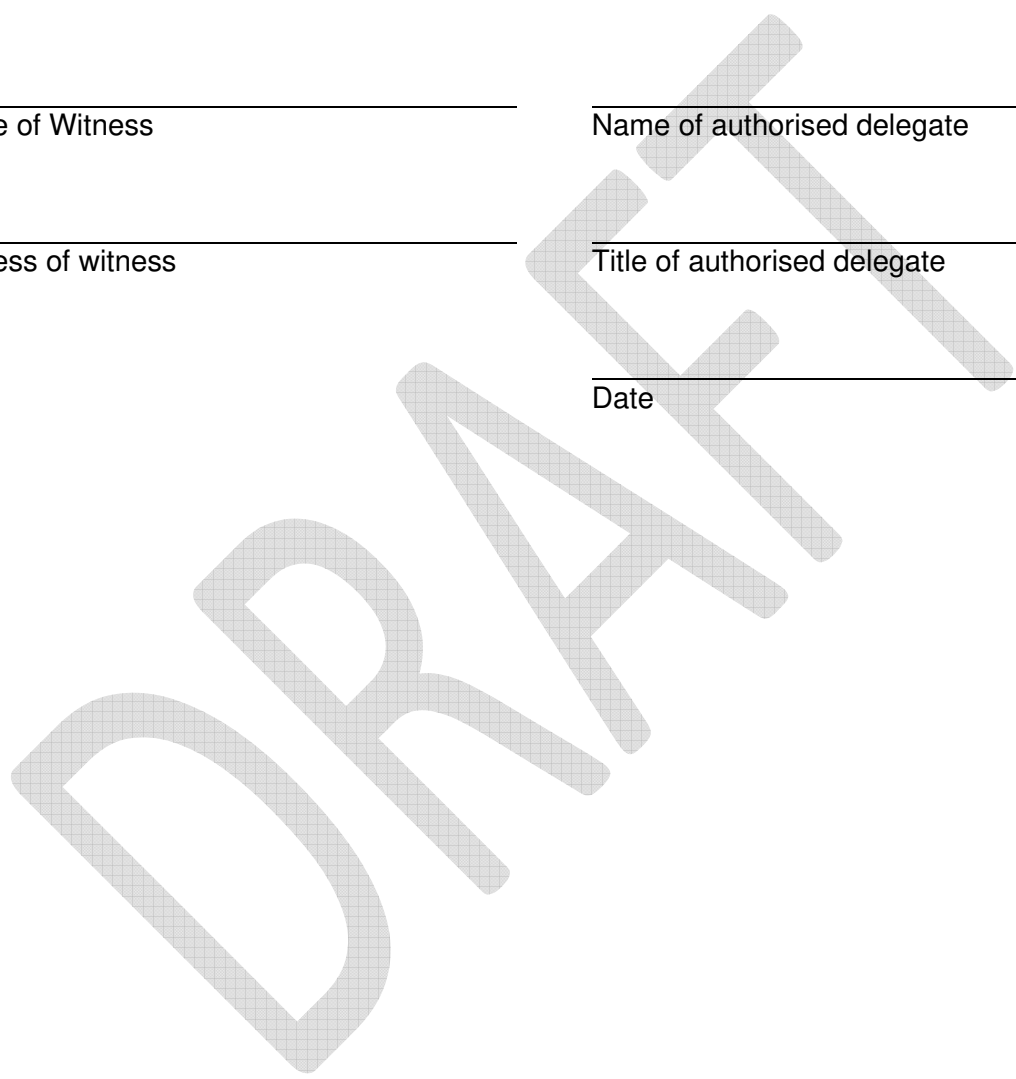 e of Witness
Name of authorised delegate
ess of witness
Title of authorised delegate
Date
DRAFT